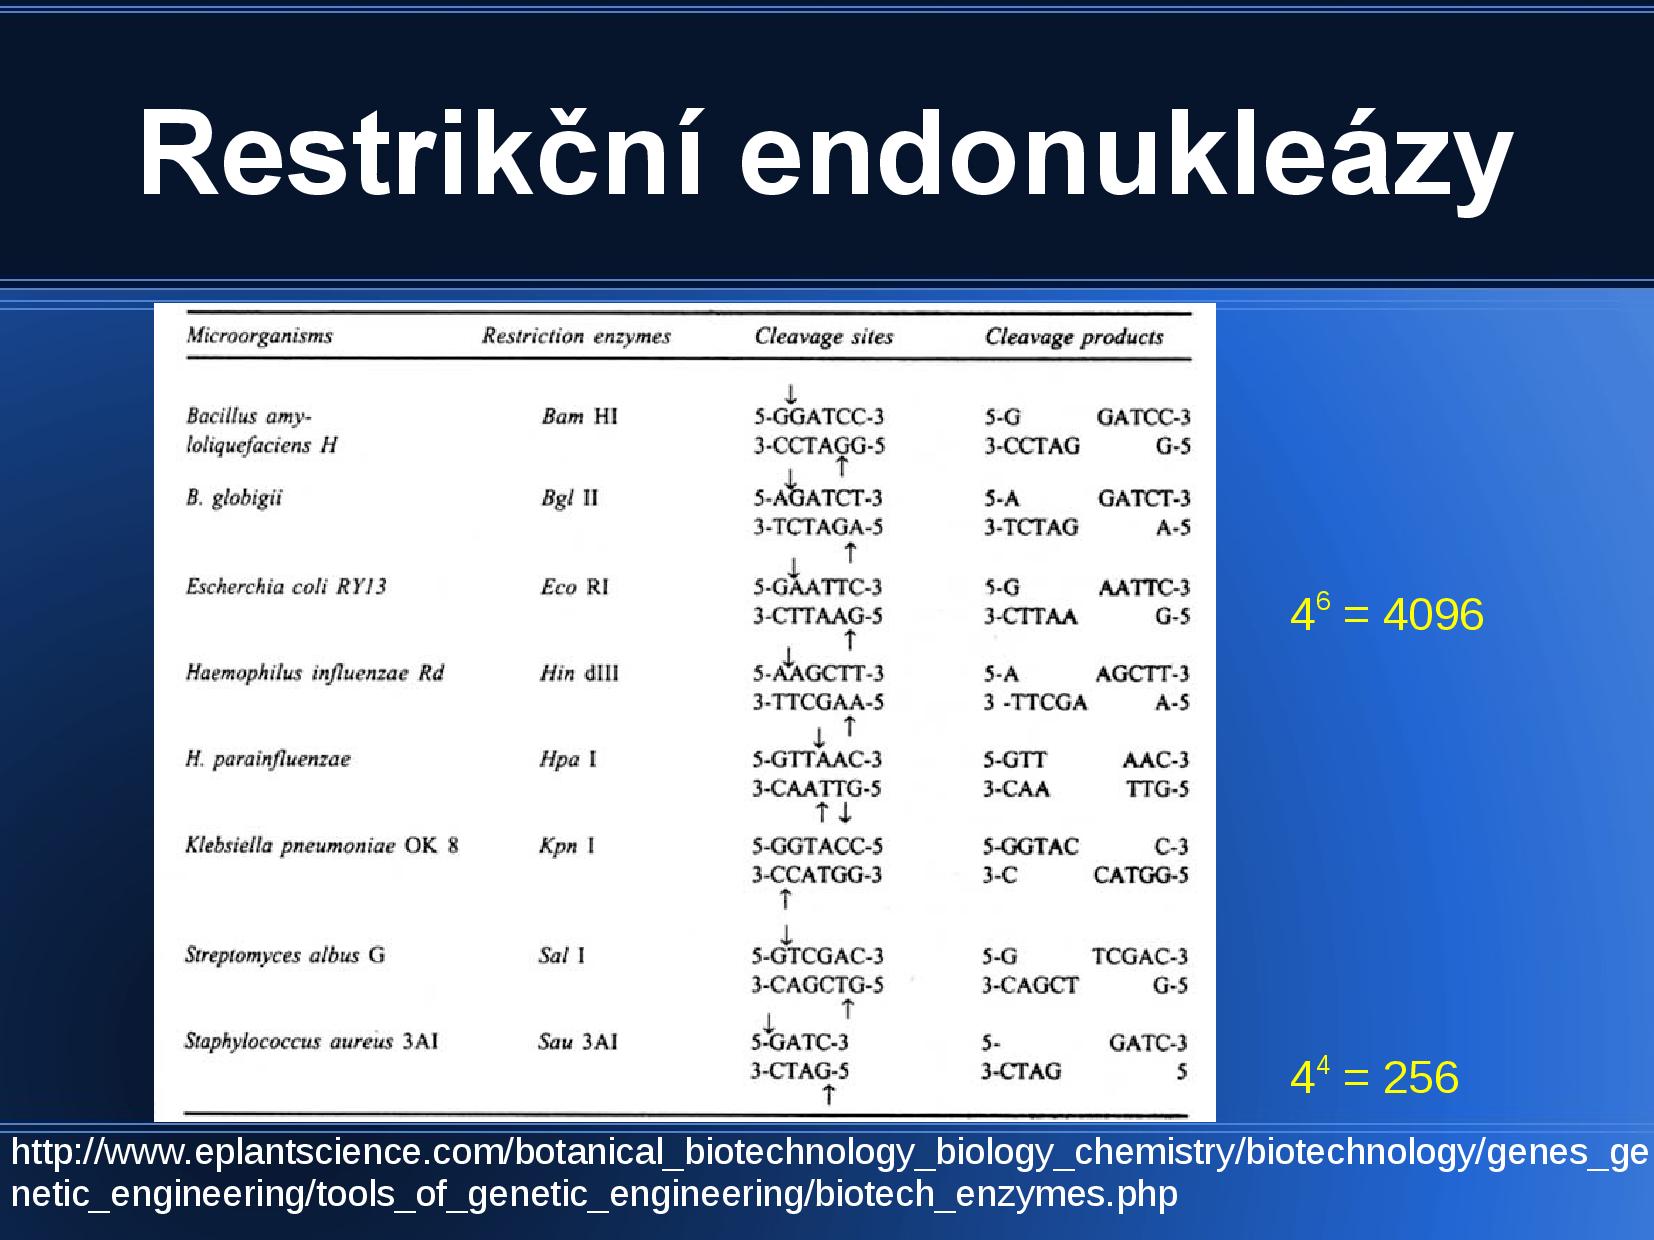 Restrikční endonukleázy
Microorganisms Restriction enzymes Cleavage sites Cleavage products
↓
Bacillus amy- Bam HI 5-GGATCC-3 5-G GATCC-3
loliquefaciens H 3-CCTAGG-5 3-CCTAG G-5
↑
↓
B. globigii Bgl II 5-AGATCT-3 5-A GATCT-3
3-TCTAGA-5 3-TCTAG A-5
↑
↓
Escherchia coli RY13 Eco RI 5-GAATTC-3 5-G AATTC-3
3-CTTAAG-5 3-CTTAA G-5
↑
4⁶ = 4096
↓
Haemophilus influenzae Rd Hin dIII 5-AAGCTT-3 5-A AGCTT-3
3-TTCGAA-5 3 -TTCGA A-5
↑
↓
H. parainfluenzae Hpa I 5-GTTAAC-3 5-GTT AAC-3
3-CAATTG-5 3-CAA TTG-5
↑ ↓
Klebsiella pneumoniae OK 8 Kpn I 5-GGTACC-5 5-GGTAC C-3
3-CCATGG-3 3-C CATGG-5
↑
↓
Streptomyces albus G Sal I 5-GTCGAC-3 5-G TCGAC-3
3-CAGCTG-5 3-CAGCT G-5
↑
↓
Staphylococcus aureus 3AI Sau 3AI 5-GATC-3 5- GATC-3
3-CTAG-5 3-CTAG 5
↑
4⁴ = 256
http://www.eplantscience.com/botanical_biotechnology_biology_chemistry/biotechnology/genes_ge
netic_engineering/tools_of_genetic_engineering/biotech_enzymes.php